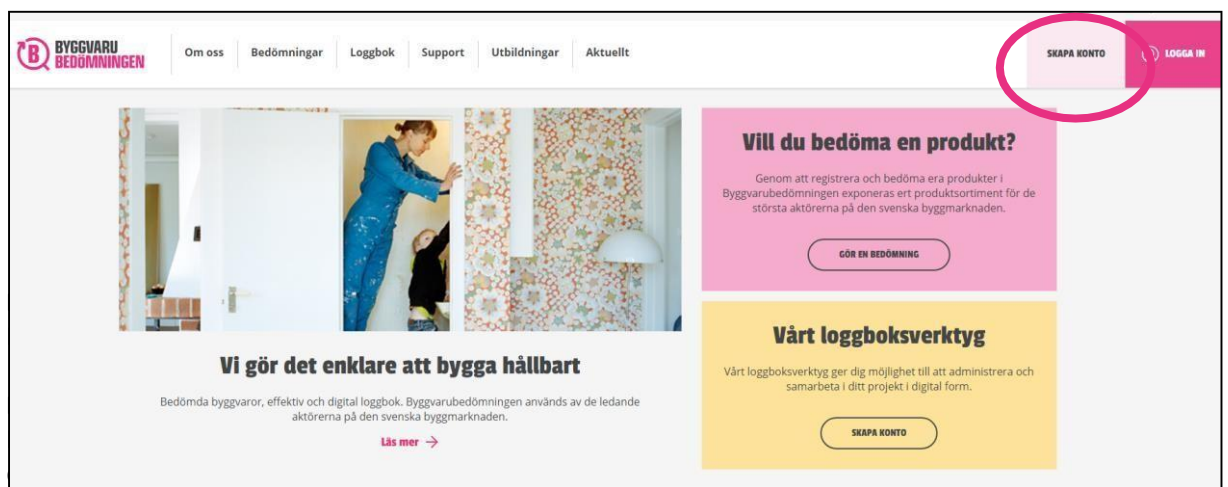 BYGGVARU
BEDÖMNINGEN
Om oss
Bedömningar
Loggbok
Support
Utbildningar
Aktuellt
SKAPA KONTO
LOGGA IN
Vi gör det enklare att bygga hållbart
Bedömda byggvaror, effektiv och digital loggbok. Byggvarubedömningen används av de ledande
aktörerna på den svenska byggmarknaden.
Läs mer →
Vill du bedöma en produkt?
Genom att registrera och bedöma era produkter i
Byggvarubedömningen exponeras ert produktsortiment för de
största aktörerna på den svenska byggmarknaden.
GÖR EN BEDÖMNING
Vårt loggboksverktyg
Vårt loggboksverktyg ger dig möjlighet till att administrera och
samarbeta i ditt projekt i digital form.
SKAPA KONTO